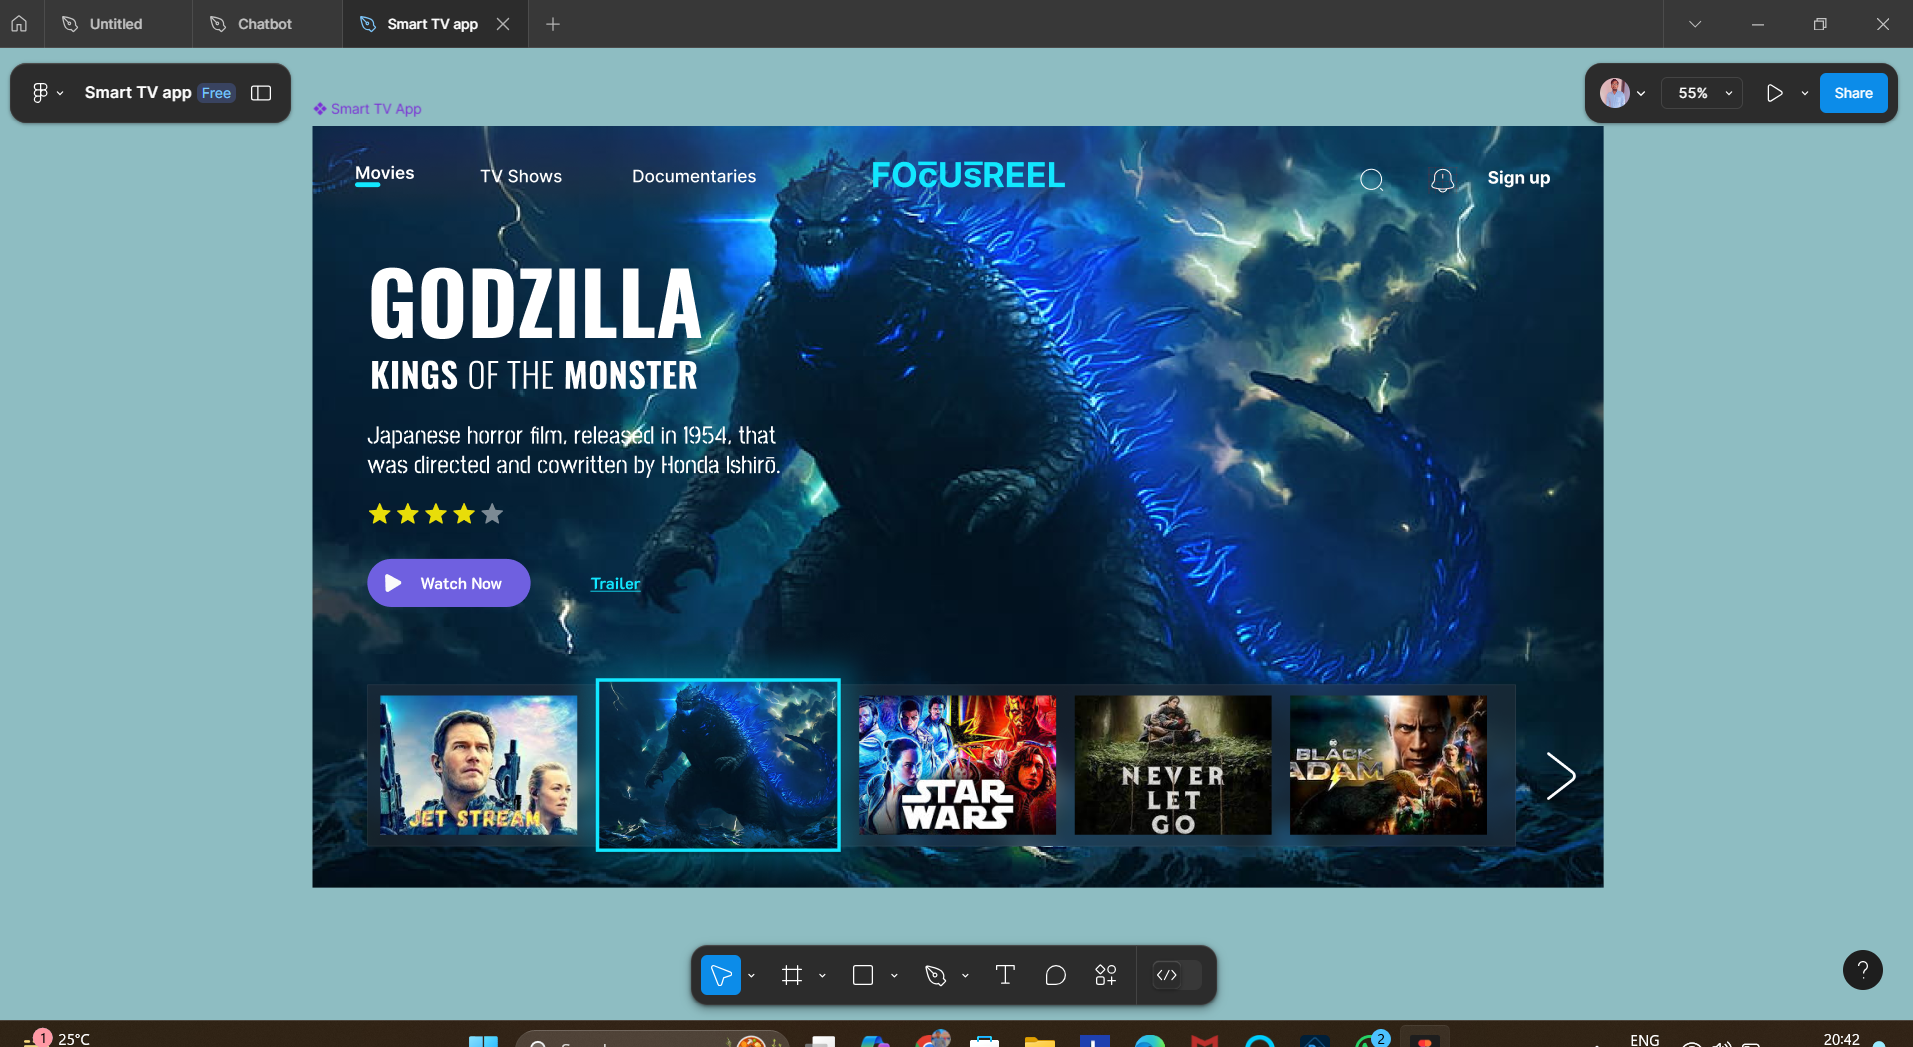 Untitled
Chatbot
Smart TV app
Smart TV app Free
55%
Share
Smart TV App
Movies
TV Shows
Documentaries
FOCUSREEL
Sign up
GODZILLA
KINGS OF THE MONSTER
Japanese horror film, released in 1954, that
was directed and cowritten by Honda Ishirō.
Watch Now
Trailer
JET STREAM
STAR
WARS
NEVER
LET
GO
DC
BLACK
ADAM
T
</>
?
1
25°C
2
ENG
20:42